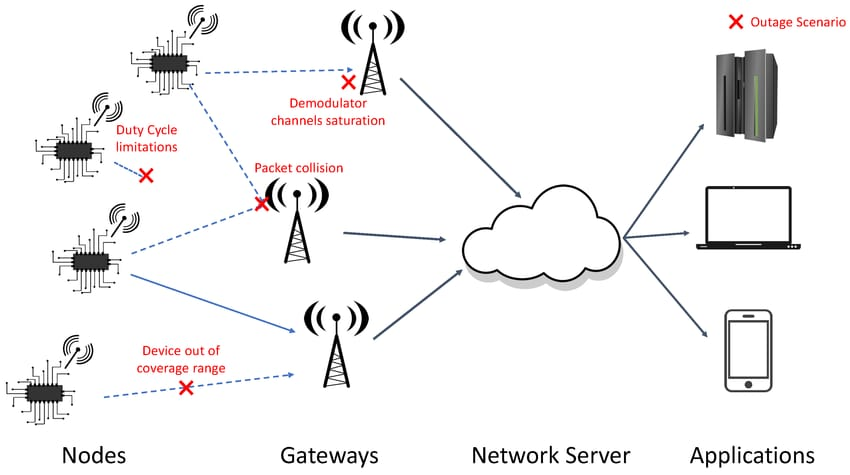 Outage Scenario
Demodulator
channels saturation
Duty Cycle
limitations
Packet collision
Device out of
coverage range
Nodes
Gateways
Network Server
Applications